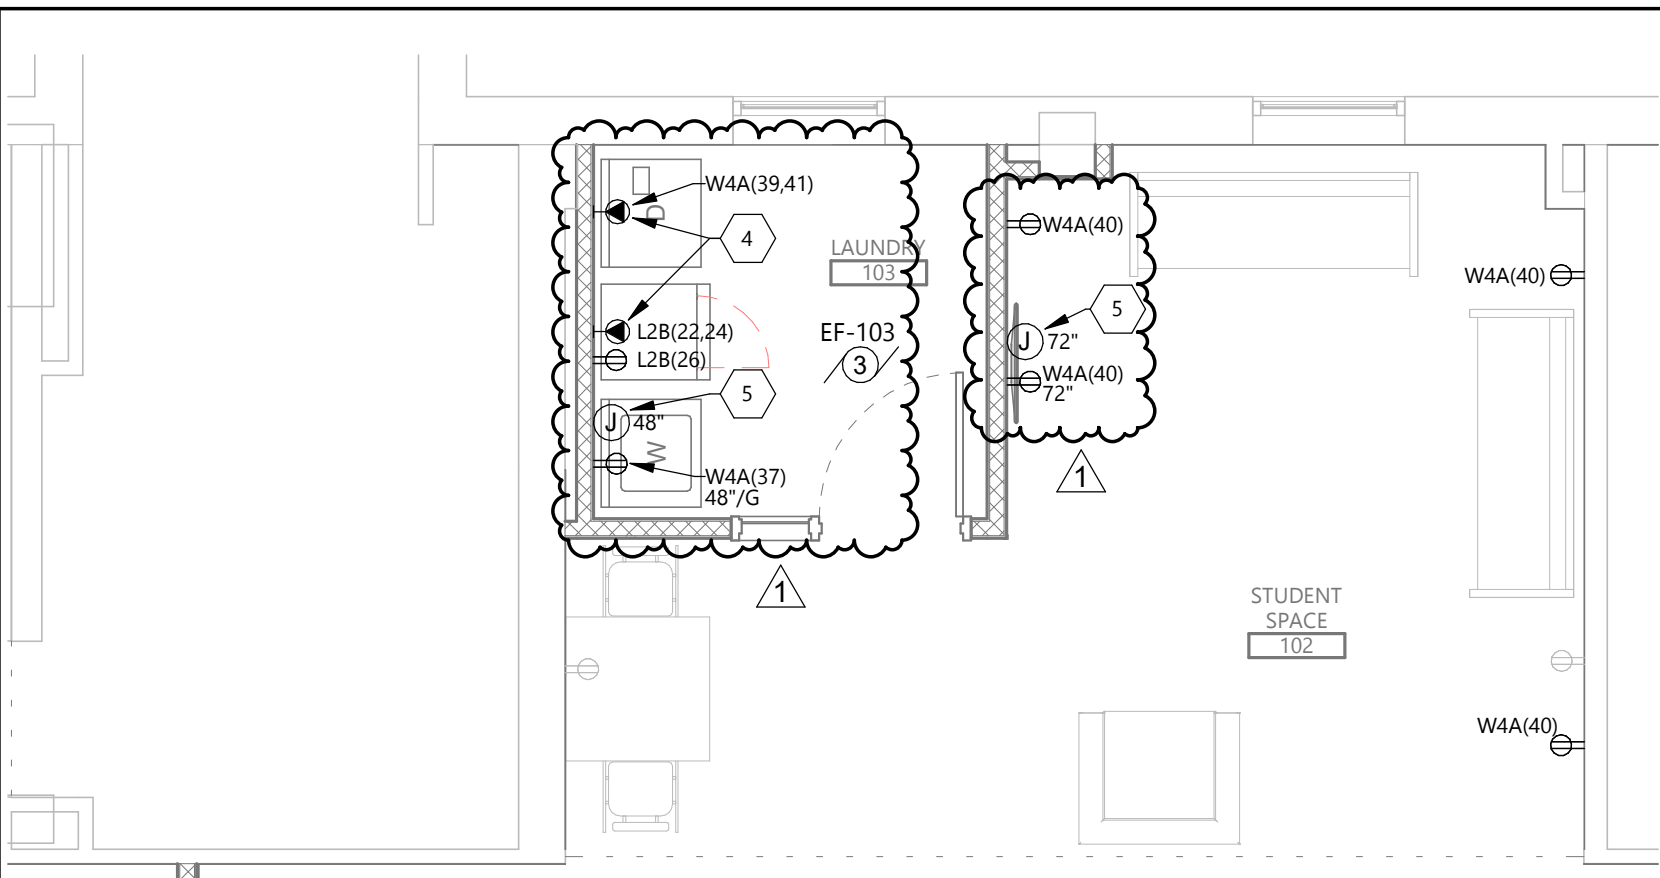 W4A(39,41)
D
4
LAUNDRY
103
L2B(22,24)
L2B(26)
EF-103
3
5
J
48"
W
W4A(37)
48"/G
1
W4A(40)
5
J
72"
W4A(40)
72"
1
W4A(40)
STUDENT
SPACE
102
W4A(40)